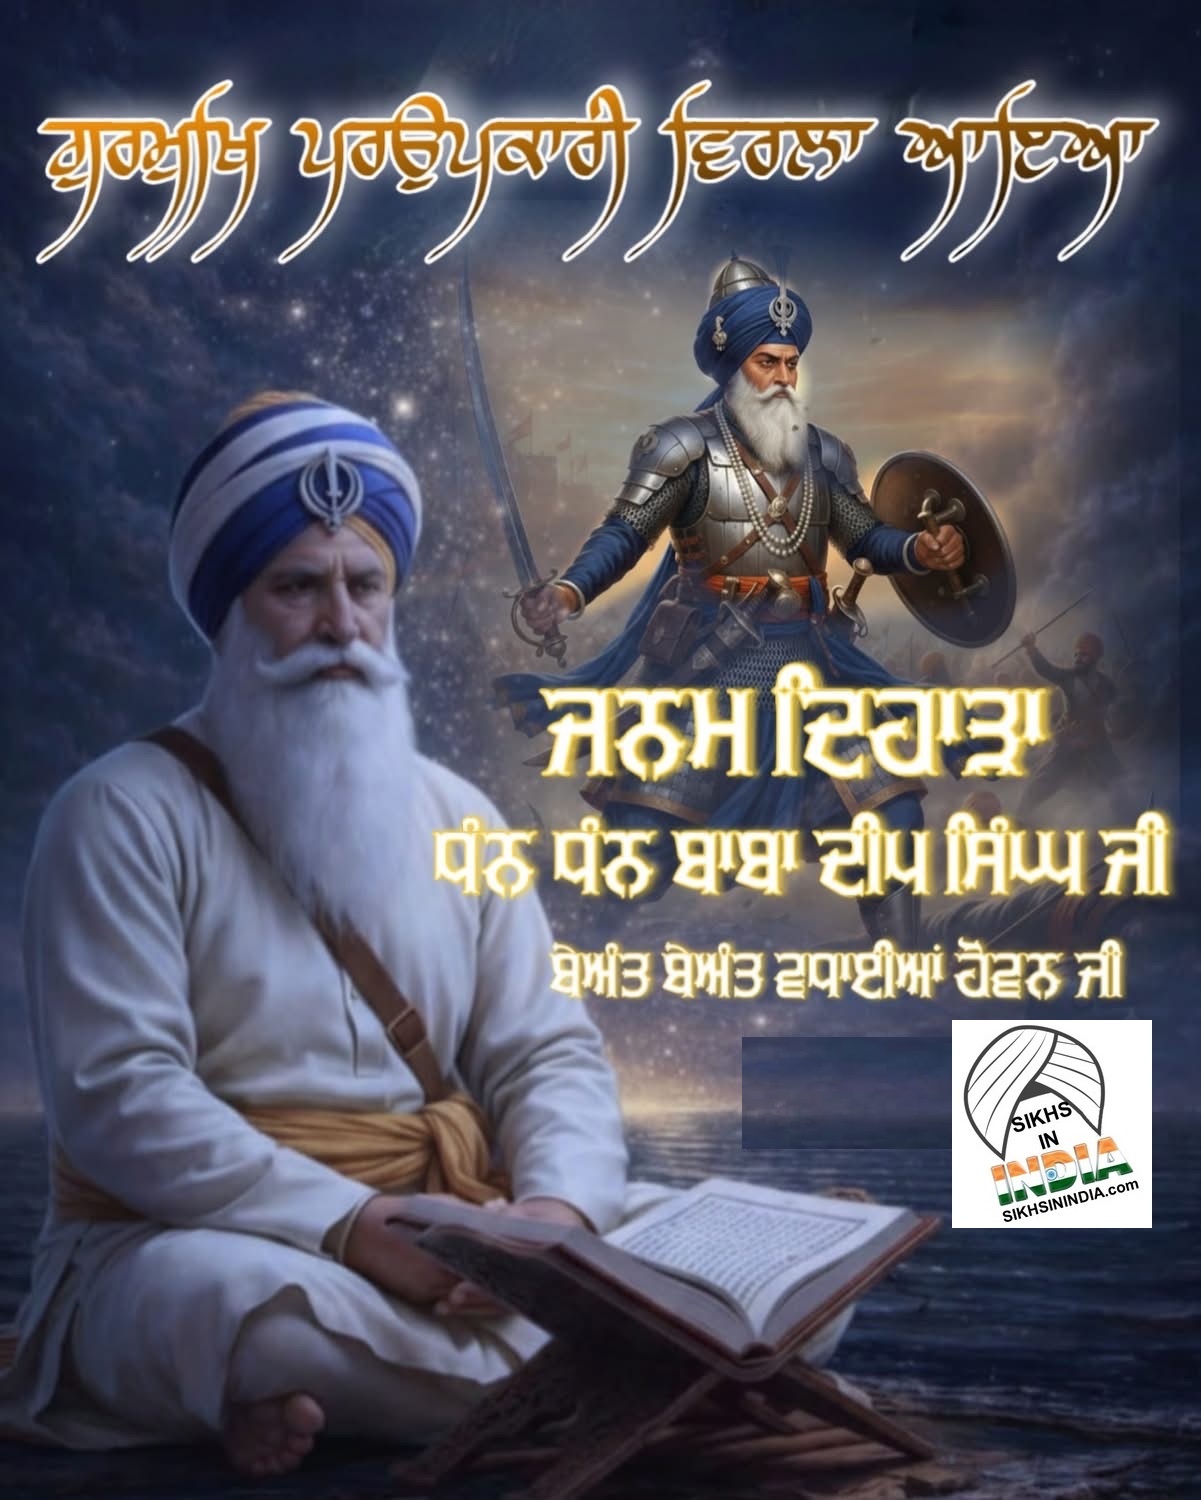 ਗੁਰਮੁਖਿ ਪਰਉਪਕਾਰੀ ਵਿਰਲਾ ਆਇਆ
ਜਨਮ ਦਿਹਾੜਾ
ਧੰਨ ਧੰਨ ਬਾਬਾ ਦੀਪ ਸਿੰਘ ਜੀ
ਬੇਅੰਤ ਬੇਅੰਤ ਵਧਾਈਆਂ ਹੋਵਨ ਜੀ
SIKHS
IN
INDIA
SIKHSININDIA.com